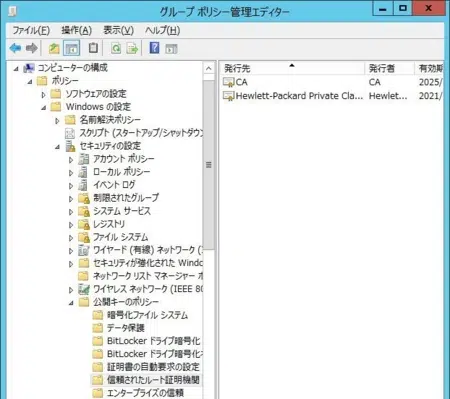 グループ ポリシー管理エディター
ファイル(F) 操作(A) 表示(V) ヘルプ(H)
コンピューターの構成
ポリシー
ソフトウェアの設定
Windows の設定
名前解決ポリシー
スクリプト (スタートアップ/シャットダウ
セキュリティの設定
アカウント ポリシー
ローカル ポリシー
イベント ログ
制限されたグループ
システム サービス
レジストリ
ファイル システム
ワイヤード (有線) ネットワーク (
セキュリティが強化された Windo
ネットワーク リスト マネージャー ポ
ワイヤレス ネットワーク (IEEE 80
公開キーのポリシー
暗号化ファイル システム
データ保護
BitLocker ドライブ暗号化
BitLocker ドライブ暗号化ネ
証明書の自動要求の設定
信頼されたルート証明機関
エンタープライズの信頼
発行先 発行者 有効期
CA CA 2025/
Hewlett-Packard Private Cla... Hewlet... 2021/